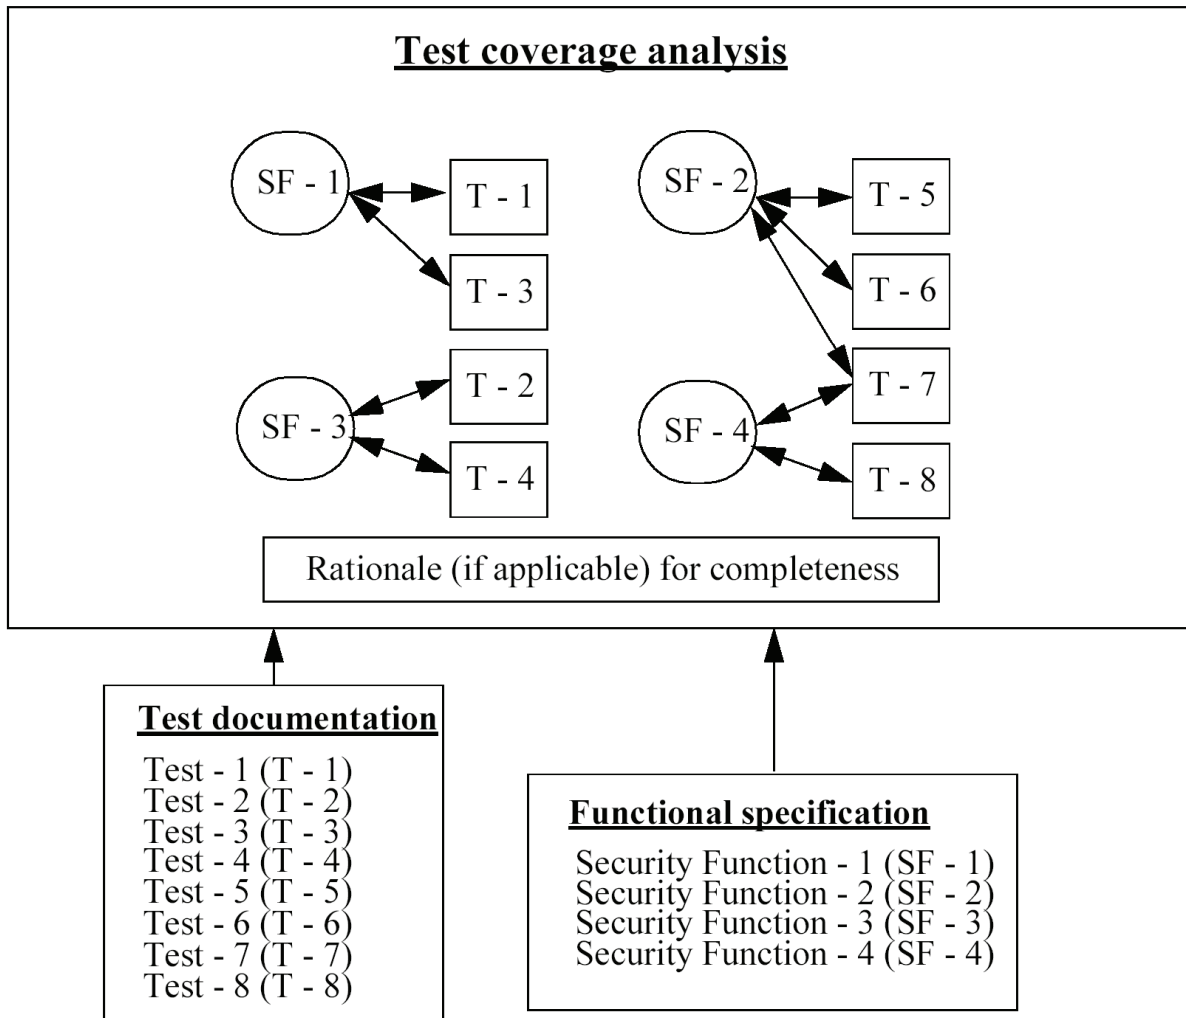 Test coverage analysis
SF - 1
T - 1
T - 3
SF - 2
T - 5
T - 6
SF - 3
T - 2
T - 4
SF - 4
T - 7
T - 8
Rationale (if applicable) for completeness
Test documentation
Test - 1 (T - 1)
Test - 2 (T - 2)
Test - 3 (T - 3)
Test - 4 (T - 4)
Test - 5 (T - 5)
Test - 6 (T - 6)
Test - 7 (T - 7)
Test - 8 (T - 8)
Functional specification
Security Function - 1 (SF - 1)
Security Function - 2 (SF - 2)
Security Function - 3 (SF - 3)
Security Function - 4 (SF - 4)